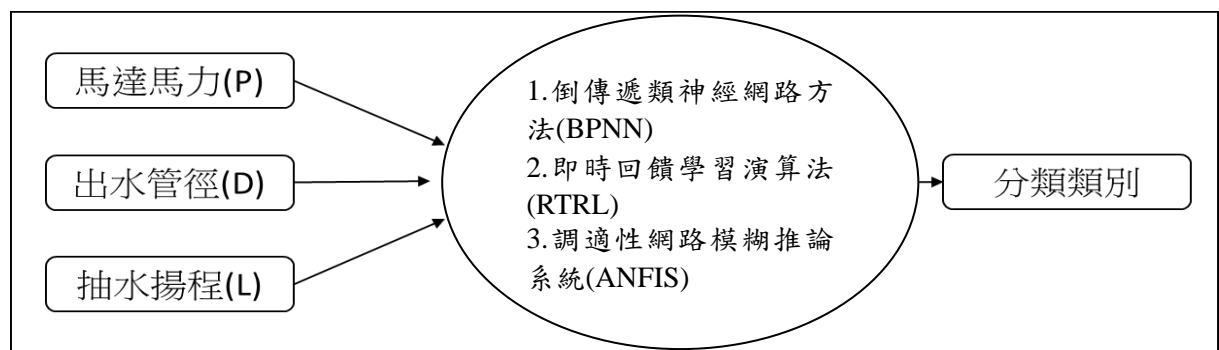 馬達馬力(P)
出水管徑(D)
抽水揚程(L)
1.倒傳遞類神經網路方
法(BPNN)
2.即時回饋學習演算法
(RTRL)
3.調適性網路模糊推論
系統(ANFIS)
分類類別